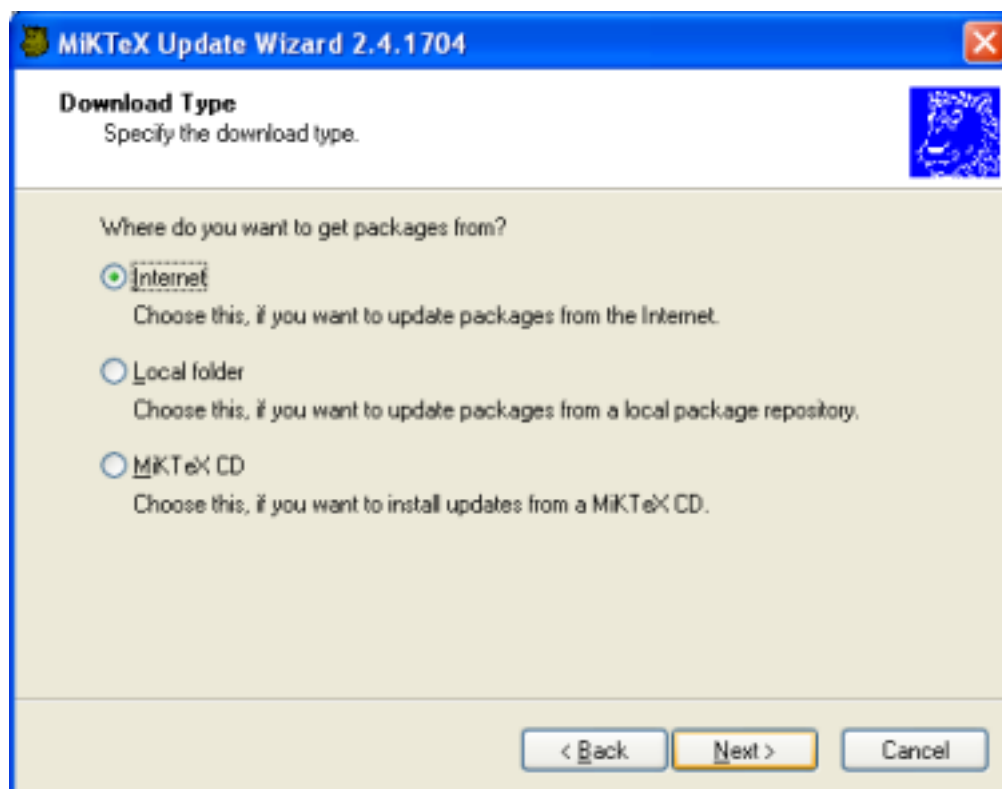 MiKTeX Update Wizard 2.4.1704
Download Type
Specify the download type.
Where do you want to get packages from?
Internet
Choose this, if you want to update packages from the Internet.
Local folder
Choose this, if you want to update packages from a local package repository.
MiKTeX CD
Choose this, if you want to install updates from a MiKTeX CD.
< Back Next > Cancel